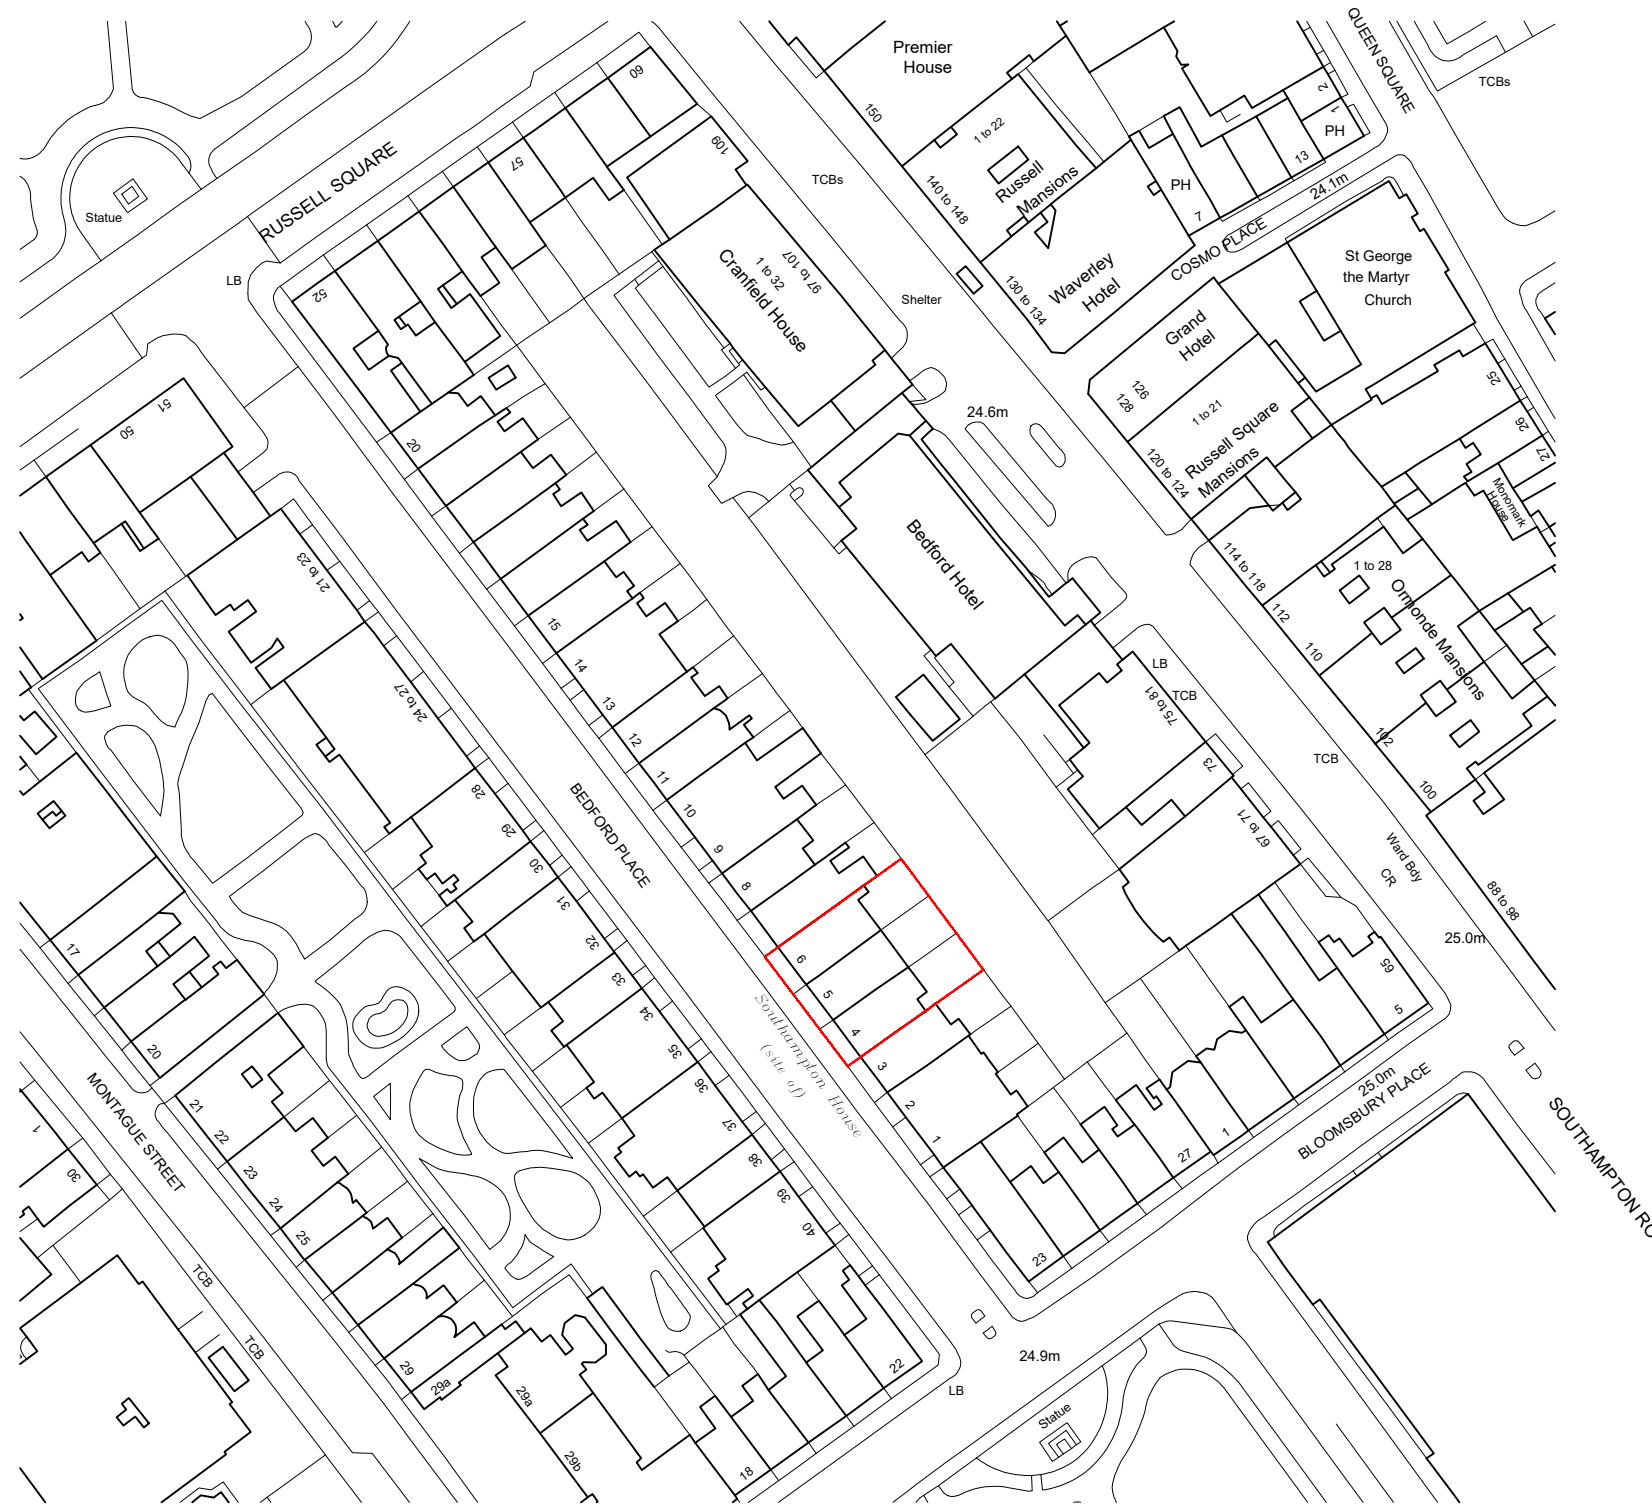 Premier
House
QUEEN SQUARE
TCBs
60
150
2
1
PH
1 to 22
109
57
RUSSELL SQUARE
13
Russell
Mansions
TCBs
PH
24.1m
140 to 148
7
Statue
COSMO PLACE
St George
the Martyr
Church
LB
52
Cranfield House
1 to 32
97 to 107
Waverley
Hotel
130 to 134
Shelter
Grand
Hotel
126
128
25
51
50
24.6m
1 to 21
Russell Square
Mansions
120 to 124
26
27
20
Monomark
House
Bedford Hotel
114 to 118
1 to 28
Ormonde Mansions
21 to 23
112
15
110
14
LB
TCB
24 to 27
13
75 to 81
12
102
11
73
TCB
28
BEDFORD PLACE
10
100
29
9
67 to 71
Ward Bdy
CR
30
8
88 to 98
31
17
32
6
25.0m
65
33
5
34
Southampton House
(site of)
4
5
20
35
3
MONTAGUE STREET
36
25.0m
BLOOMSBURY PLACE
21
37
2
SOUTHAMPTON RO
1
22
1
38
1
27
30
23
39
24
40
25
23
TCB
TCB
24.9m
29
22
29a
29a
LB
Statue
29b
18